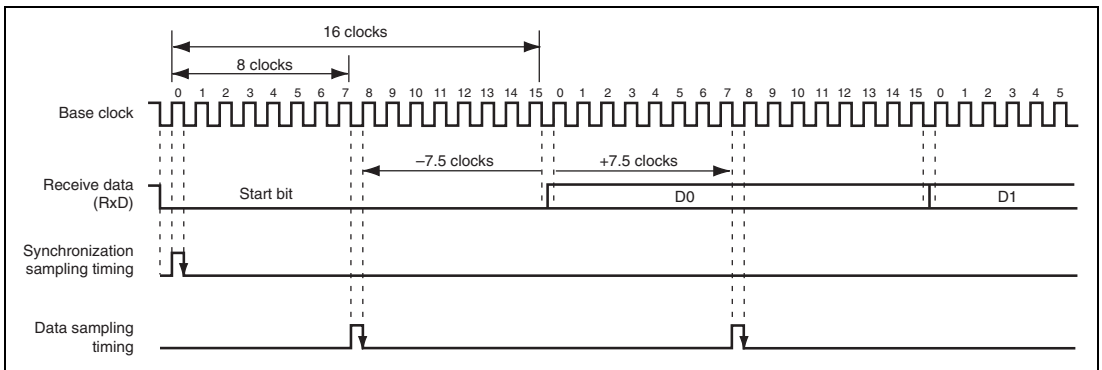 16 clocks
8 clocks
0 1 2 3 4 5 6 7 8 9 10 11 12 13 14 15 0 1 2 3 4 5 6 7 8 9 10 11 12 13 14 15 0 1 2 3 4 5
Base clock
–7.5 clocks
+7.5 clocks
Receive data
(RxD)
Start bit
D0
D1
Synchronization
sampling timing
Data sampling
timing